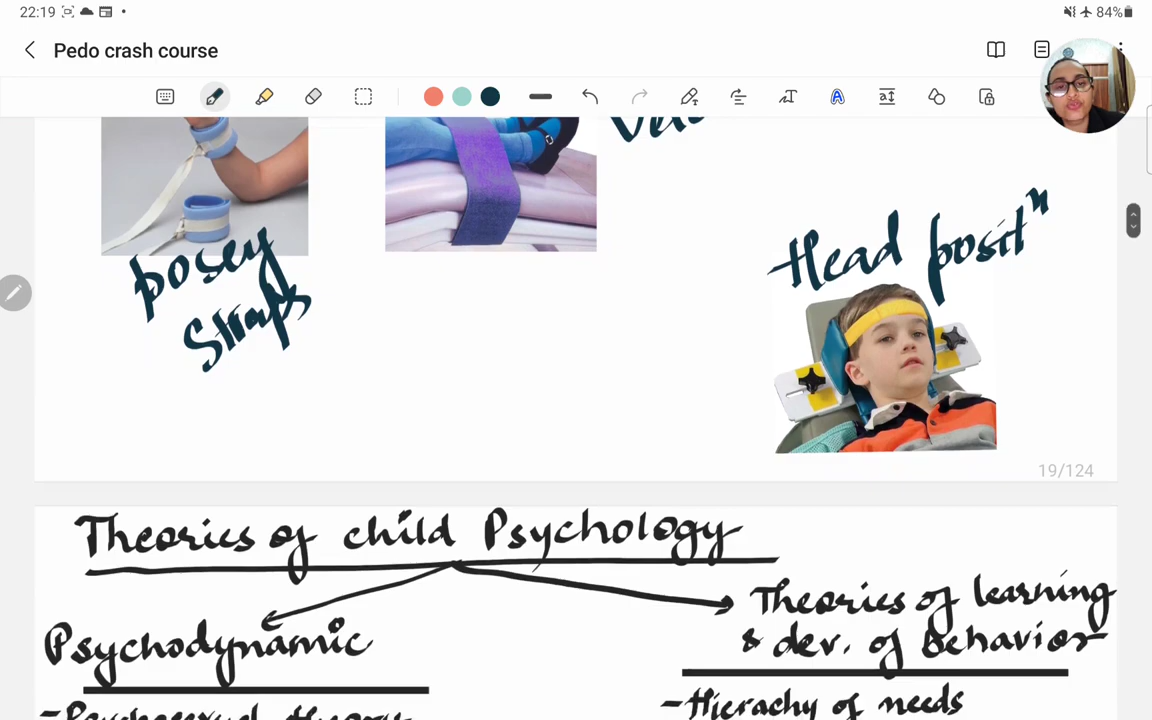 22:19
84%
Pedo crash course
posey
straps
Head positⁿ
19/124
Theories of child Psychology
Psychodynamic
Theories of learning
& dev. of Behavior
- Hierachy of needs